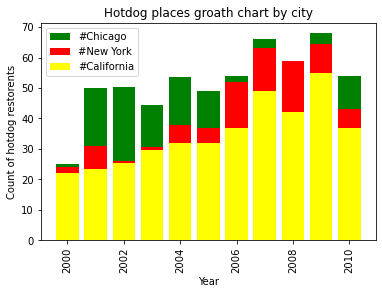 Hotdog places groath chart by city
#Chicago
#New York
#California
Count of hotdog restorents
70
60
50
40
30
20
10
0
2000
2002
2004
2006
2008
2010
Year